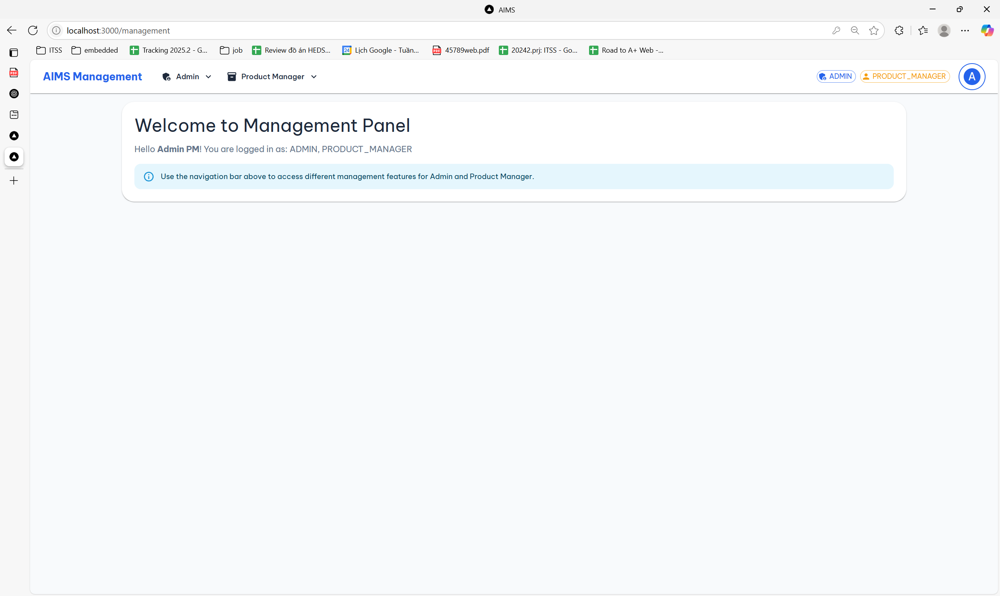 AIMS
localhost:3000/management
ITSS
embedded
Tracking 2025.2 - G...
job
Review đồ án HEDS...
24
Lịch Google - Tuần...
PDF
45789web.pdf
20242.prj: ITSS - Go...
Road to A+ Web -...
PDF
AIMS Management
Admin
Product Manager
ADMIN
PRODUCT_MANAGER
A
Welcome to Management Panel
Hello Admin PM! You are logged in as: ADMIN, PRODUCT_MANAGER
Use the navigation bar above to access different management features for Admin and Product Manager.